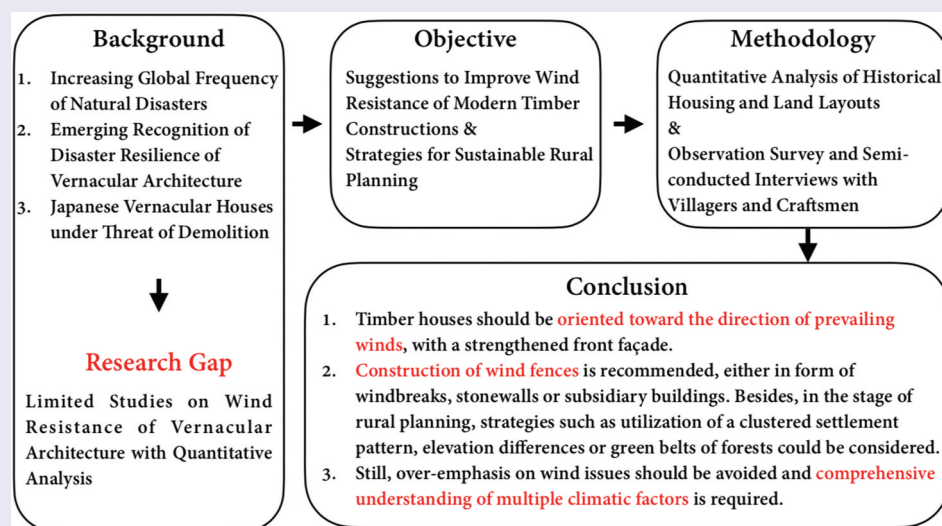 Background
1. Increasing Global Frequency
of Natural Disasters
2. Emerging Recognition of
Disaster Resilience of
Vernacular Architecture
3. Japanese Vernacular Houses
under Threat of Demolition
Research Gap
Limited Studies on Wind
Resistance of Vernacular
Architecture with Quantitative
Analysis
Objective
Suggestions to Improve Wind
Resistance of Modern Timber
Constructions &
Strategies for Sustainable Rural
Planning
Methodology
Quantitative Analysis of Historical
Housing and Land Layouts
&
Observation Survey and Semi-
conducted Interviews with
Villagers and Craftsmen
Conclusion
1. Timber houses should be oriented toward the direction of prevailing
winds, with a strengthened front façade.
2. Construction of wind fences is recommended, either in form of
windbreaks, stonewalls or subsidiary buildings. Besides, in the stage of
rural planning, strategies such as utilization of a clustered settlement
pattern, elevation differences or green belts of forests could be considered.
3. Still, over-emphasis on wind issues should be avoided and comprehensive
understanding of multiple climatic factors is required.